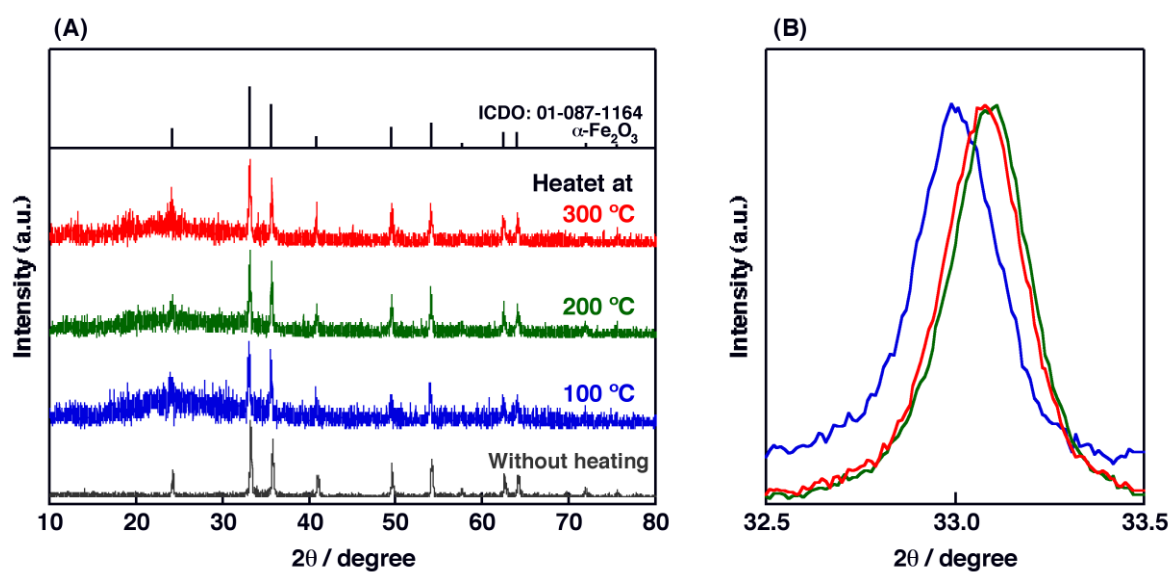 (A)
ICDO: 01-087-1164
α-Fe₂O₃
Heatet at
300 °C
200 °C
100 °C
Without heating
Intensity (a.u.)
10 20 30 40 50 60 70 80
2θ / degree
(B)
Intensity (a.u.)
32.5 33.0 33.5
2θ / degree